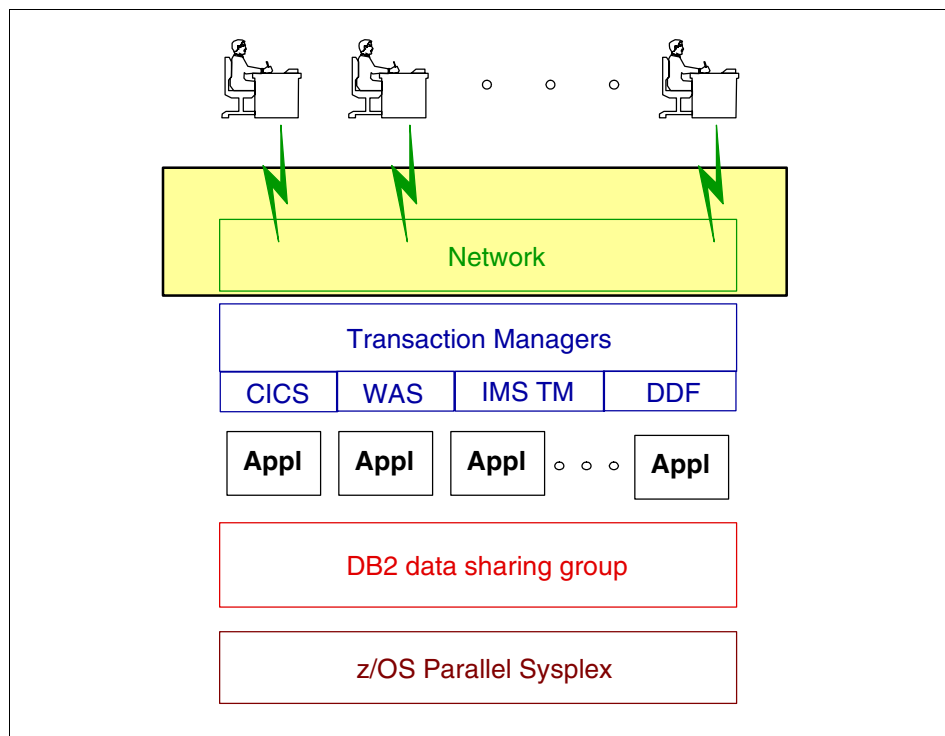 Network
Transaction Managers
CICS WAS IMS TM DDF
Appl Appl Appl Appl
DB2 data sharing group
z/OS Parallel Sysplex